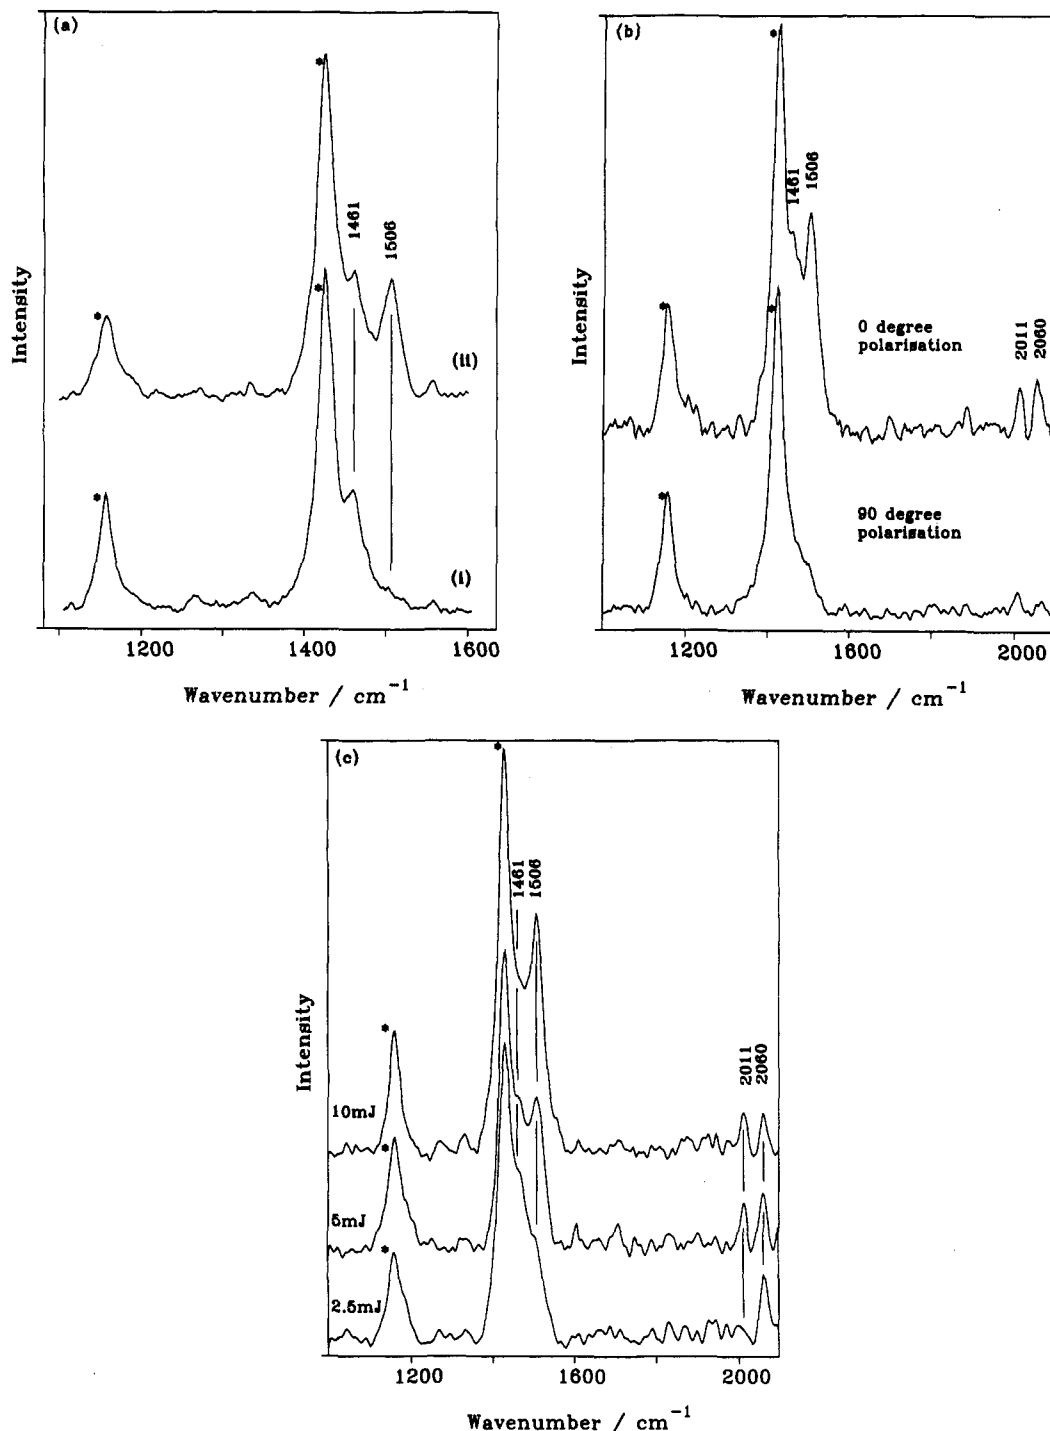 (a)
*
*
1461
1506
*
(ii)
*
(i)
Intensity
1200
1400
1600
Wavenumber / cm⁻¹
(b)
*
1461
1506
*
*
0 degree
polarisation
2011
2060
*
90 degree
polarisation
Intensity
1200
1600
2000
Wavenumber / cm⁻¹
(c)
*
1461
1506
*
2011
2060
10mJ
*
5mJ
*
2.5mJ
Intensity
1200
1600
2000
Wavenumber / cm⁻¹